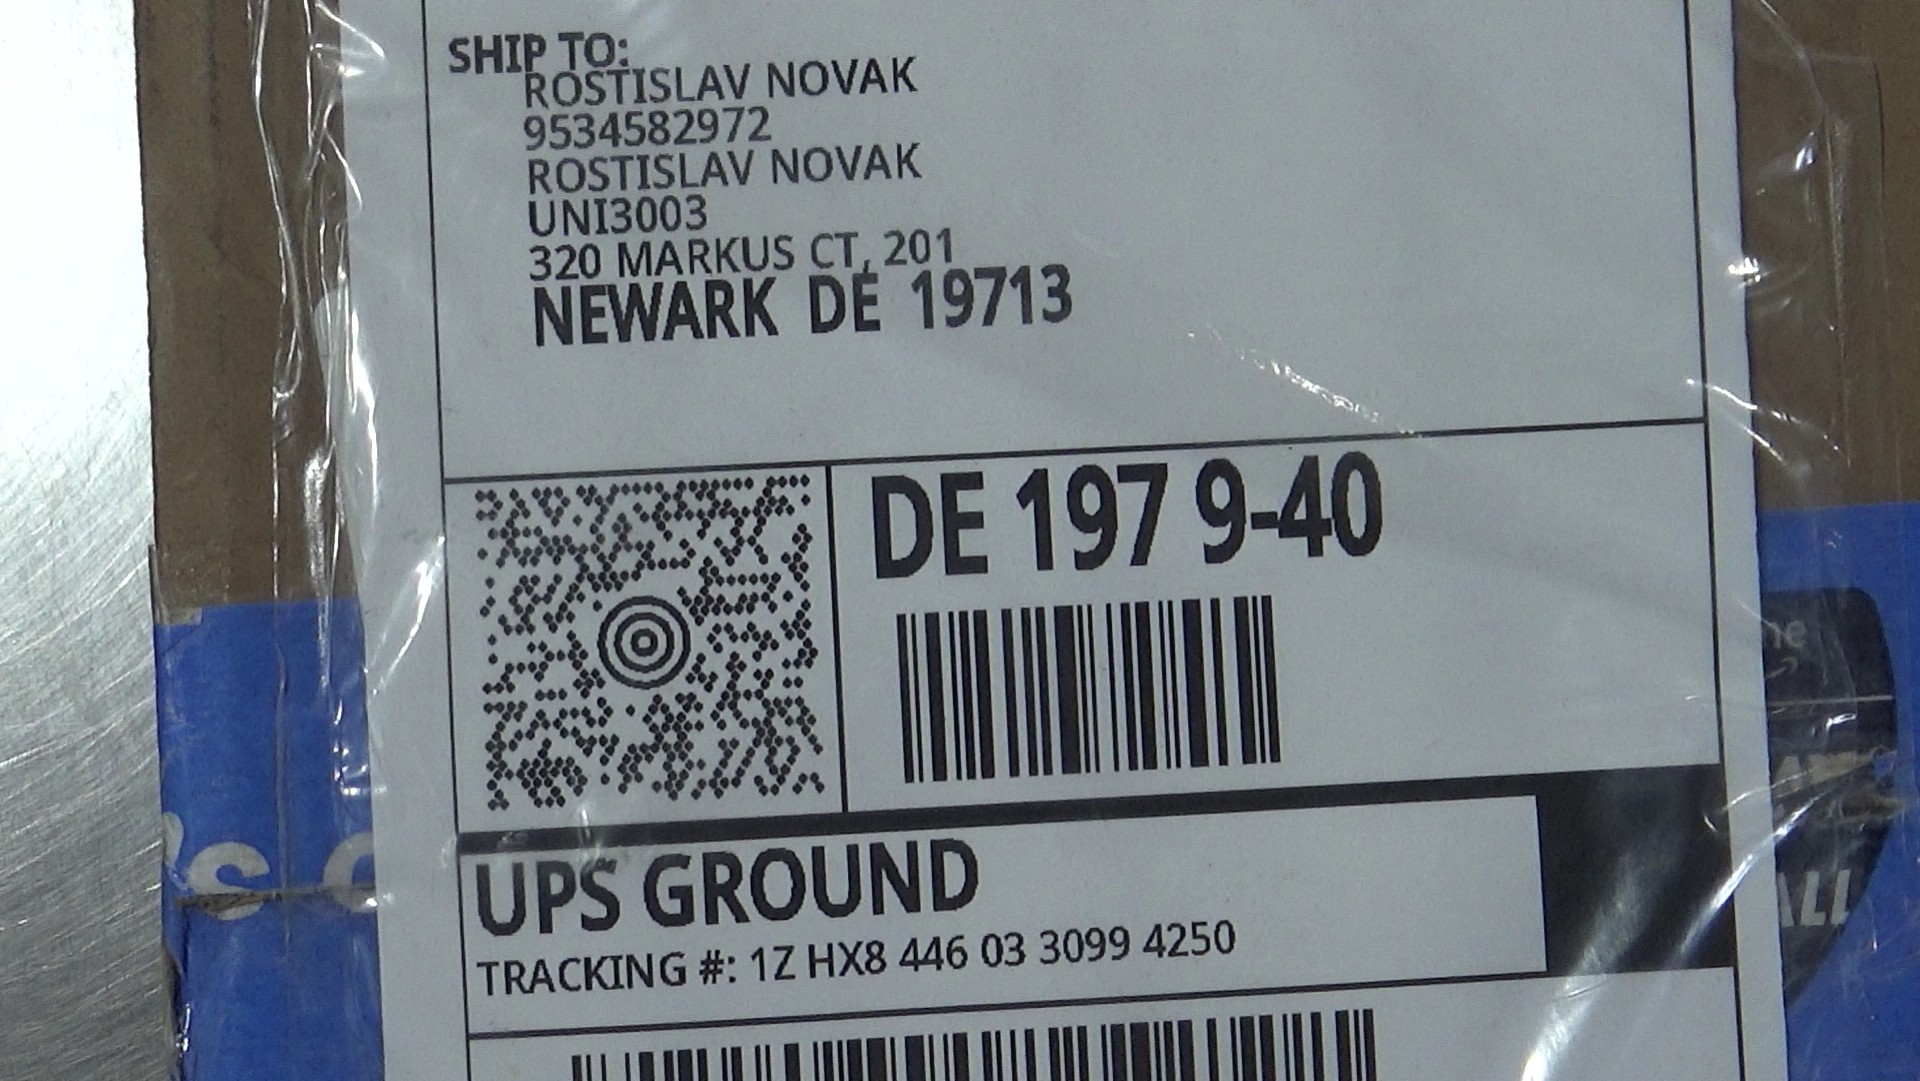 SHIP TO:
ROSTISLAV NOVAK
9534582972
ROSTISLAV NOVAK
UNI3003
320 MARKUS CT, 201
NEWARK DE 19713
DE 197 9-40
UPS GROUND
TRACKING #: 1Z HX8 446 03 3099 4250
's
ALL